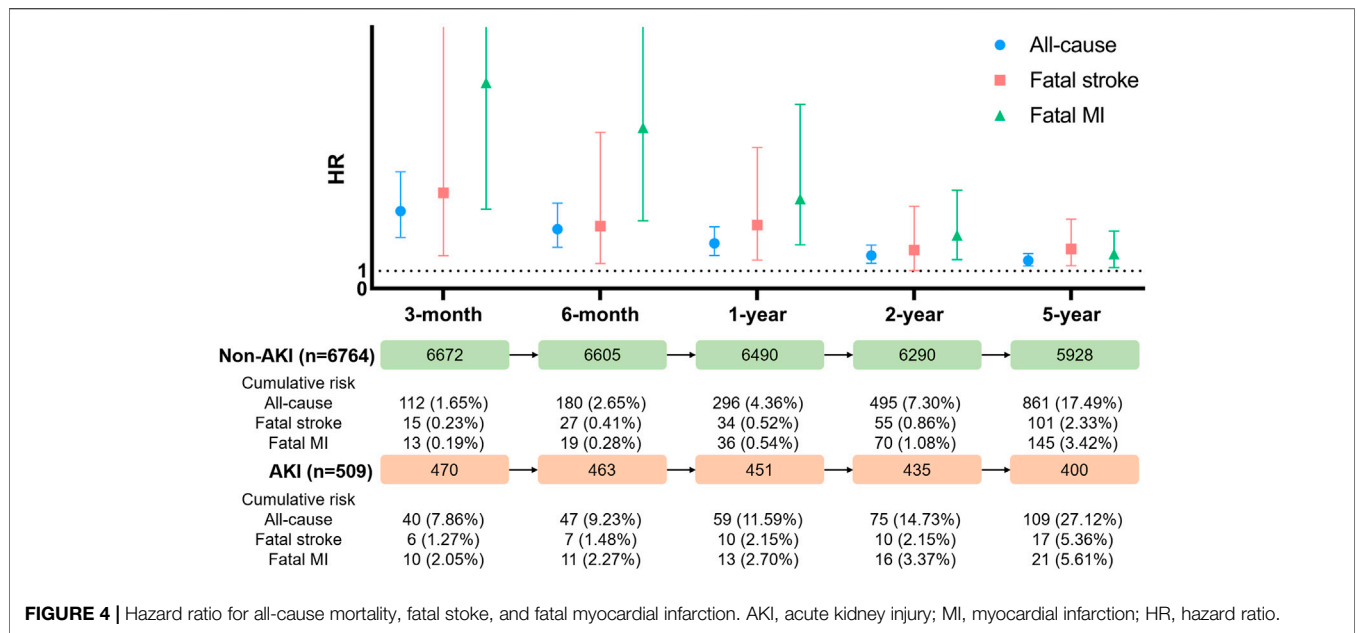 All-cause
Fatal stroke
Fatal MI
HR
1
0
3-month 6-month 1-year 2-year 5-year
Non-AKI (n=6764) 6672 6605 6490 6290 5928
Cumulative risk
All-cause 112 (1.65%) 180 (2.65%) 296 (4.36%) 495 (7.30%) 861 (17.49%)
Fatal stroke 15 (0.23%) 27 (0.41%) 34 (0.52%) 55 (0.86%) 101 (2.33%)
Fatal MI 13 (0.19%) 19 (0.28%) 36 (0.54%) 70 (1.08%) 145 (3.42%)
AKI (n=509) 470 463 451 435 400
Cumulative risk
All-cause 40 (7.86%) 47 (9.23%) 59 (11.59%) 75 (14.73%) 109 (27.12%)
Fatal stroke 6 (1.27%) 7 (1.48%) 10 (2.15%) 10 (2.15%) 17 (5.36%)
Fatal MI 10 (2.05%) 11 (2.27%) 13 (2.70%) 16 (3.37%) 21 (5.61%)
FIGURE 4 | Hazard ratio for all-cause mortality, fatal stoke, and fatal myocardial infarction. AKI, acute kidney injury; MI, myocardial infarction; HR, hazard ratio.